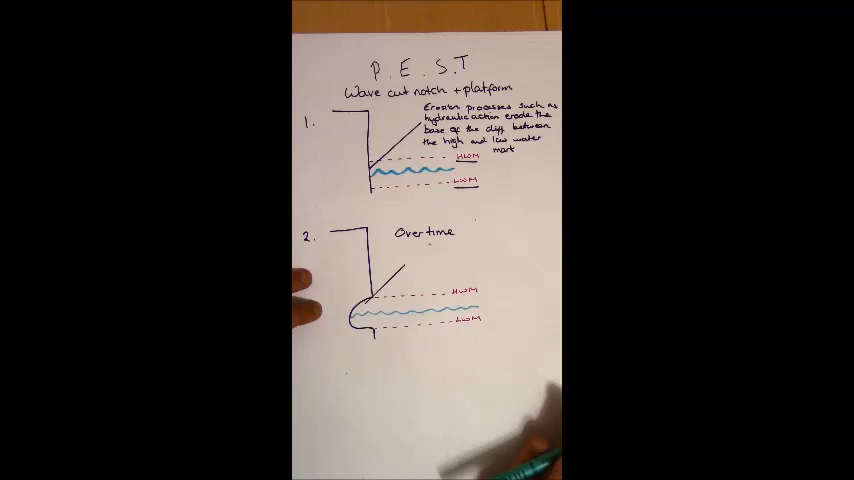 P. E. S. T
Wave cut notch + platform
1.
Erosion processes such as
hydraulic action erode the
base of the cliff between
the high and low water
mark
HWM
LWM
2.
Over time
HWM
LWM